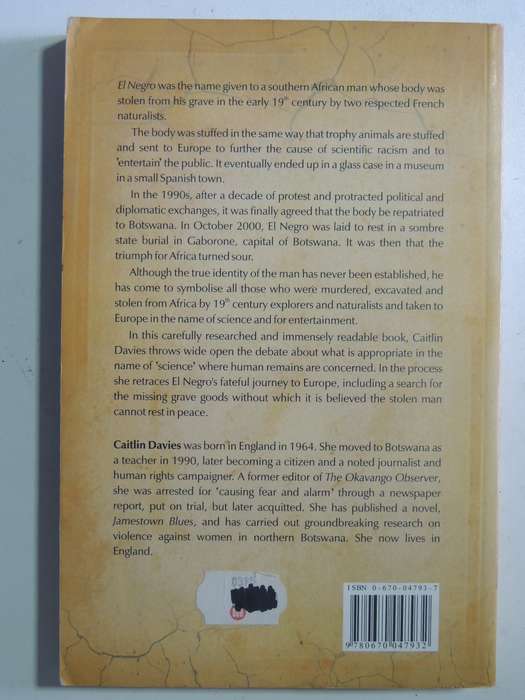 El Negro was the name given to a southern African man whose body was
stolen from his grave in the early 19th century by two respected French
naturalists.
The body was stuffed in the same way that trophy animals are stuffed
and sent to Europe to further the cause of scientific racism and to
'entertain' the public. It eventually ended up in a glass case in a museum
in a small Spanish town.
In the 1990s, after a decade of protest and protracted political and
diplomatic exchanges, it was finally agreed that the body be repatriated
to Botswana. In October 2000, El Negro was laid to rest in a sombre
state burial in Gaborone, capital of Botswana. It was then that the
triumph for Africa turned sour.
Although the true identity of the man has never been established, he
has come to symbolise all those who were murdered, excavated and
stolen from Africa by 19th century explorers and naturalists and taken to
Europe in the name of science and for entertainment.
In this carefully researched and immensely readable book, Caitlin
Davies throws wide open the debate about what is appropriate in the
name of 'science' where human remains are concerned. In the process
she retraces El Negro's fateful journey to Europe, including a search for
the missing grave goods without which it is believed the stolen man
cannot rest in peace.
Caitlin Davies was born in England in 1964. She moved to Botswana as
a teacher in 1990, later becoming a citizen and a noted journalist and
human rights campaigner. A former editor of The Okavango Observer,
she was arrested for 'causing fear and alarm' through a newspaper
report, put on trial, but later acquitted. She has published a novel,
Jamestown Blues, and has carried out groundbreaking research on
violence against women in northern Botswana. She now lives in
England.
ISBN 0-670-04793-7
9 780670 047932